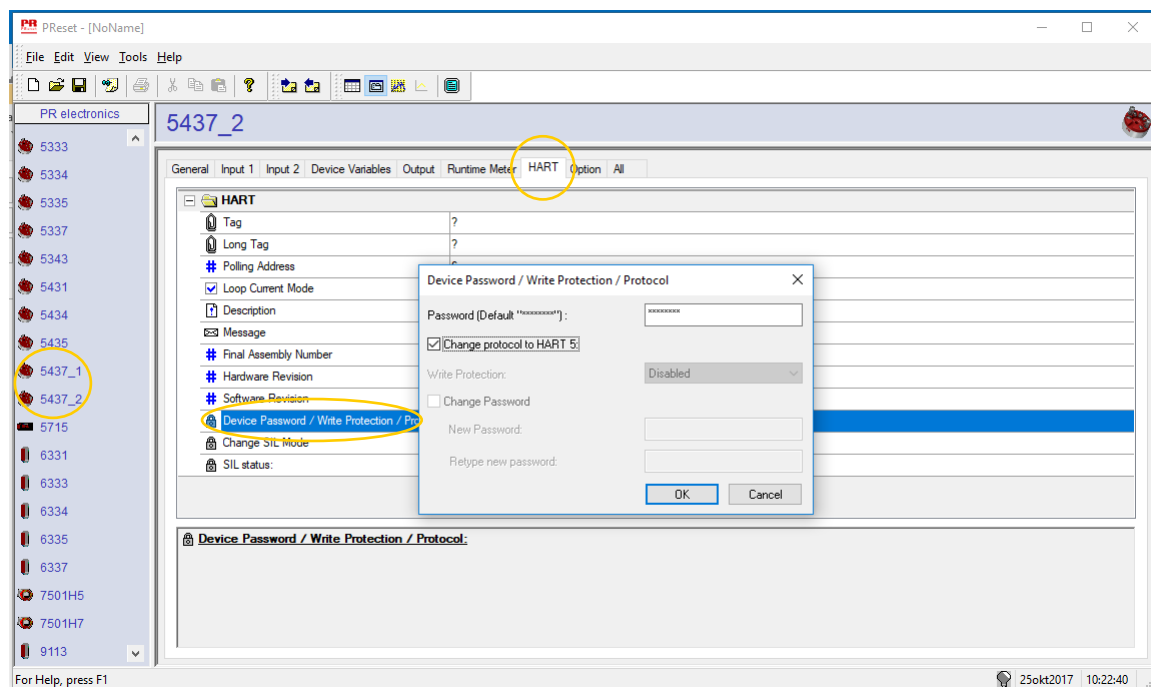 PR PReset - [NoName]
File Edit View Tools Help
PR electronics
5437_2
5333
5334
5335
5337
5343
5431
5434
5435
5437_1
5437_2
5715
6331
6333
6334
6335
6337
7501H5
7501H7
9113
General Input 1 Input 2 Device Variables Output Runtime Meter HART Option All
HART
Tag ?
Long Tag ?
# Polling Address
Loop Current Mode
Description
Message
# Final Assembly Number
# Hardware Revision
# Software Revision
Device Password / Write Protection / Pro
Change SIL Mode
SIL status:
Device Password / Write Protection / Protocol
Password (Default "********") : ********
Change protocol to HART 5:
Write Protection: Disabled
Change Password
New Password:
Retype new password:
OK Cancel
Device Password / Write Protection / Protocol:
For Help, press F1 25okt2017 10:22:40